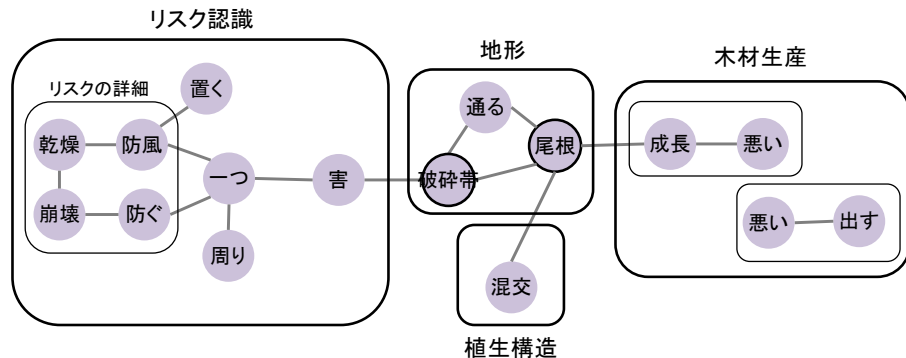 リスク認識
地形
木材生産
リスクの詳細
置く
乾燥
防風
崩壊
防ぐ
一つ
周り
害
通る
尾根
破砕帯
混交
植生構造
成長
悪い
悪い
出す